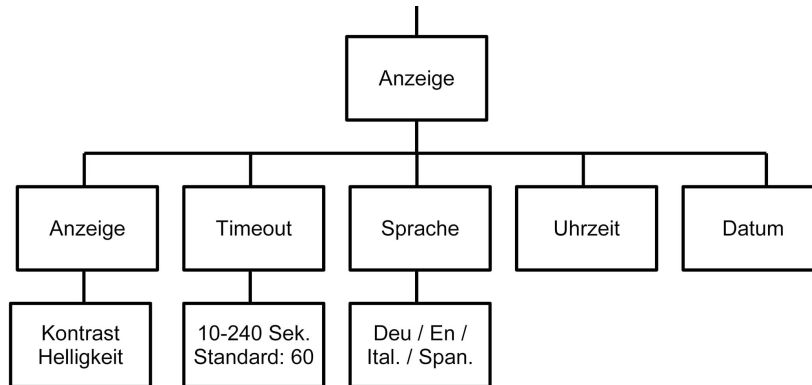 Anzeige
Anzeige
Timeout
Sprache
Uhrzeit
Datum
Kontrast
Helligkeit
10-240 Sek.
Standard: 60
Deu / En /
Ital. / Span.